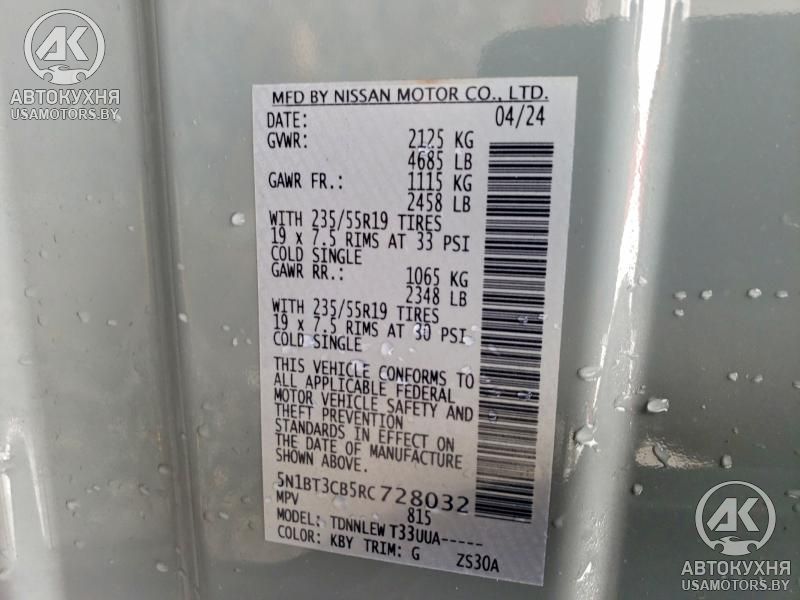 АК
АВТОКУХНЯ
USAMOTORS.BY
MFD BY NISSAN MOTOR CO., LTD.
DATE: 04/24
GVWR: 2125 KG
4685 LB
GAWR FR.: 1115 KG
2458 LB
WITH 235/55R19 TIRES
19 x 7.5 RIMS AT 33 PSI
COLD SINGLE
GAWR RR.: 1065 KG
2348 LB
WITH 235/55R19 TIRES
19 x 7.5 RIMS AT 30 PSI
COLD SINGLE
THIS VEHICLE CONFORMS TO
ALL APPLICABLE FEDERAL
MOTOR VEHICLE SAFETY AND
THEFT PREVENTION
STANDARDS IN EFFECT ON
THE DATE OF MANUFACTURE
SHOWN ABOVE.
5N1BT3CB5RC728032
MPV 815
MODEL: TDNNLEW T33UUA-----
COLOR: KBY TRIM: G ZS30A
АК
АВТОКУХНЯ
USAMOTORS.BY